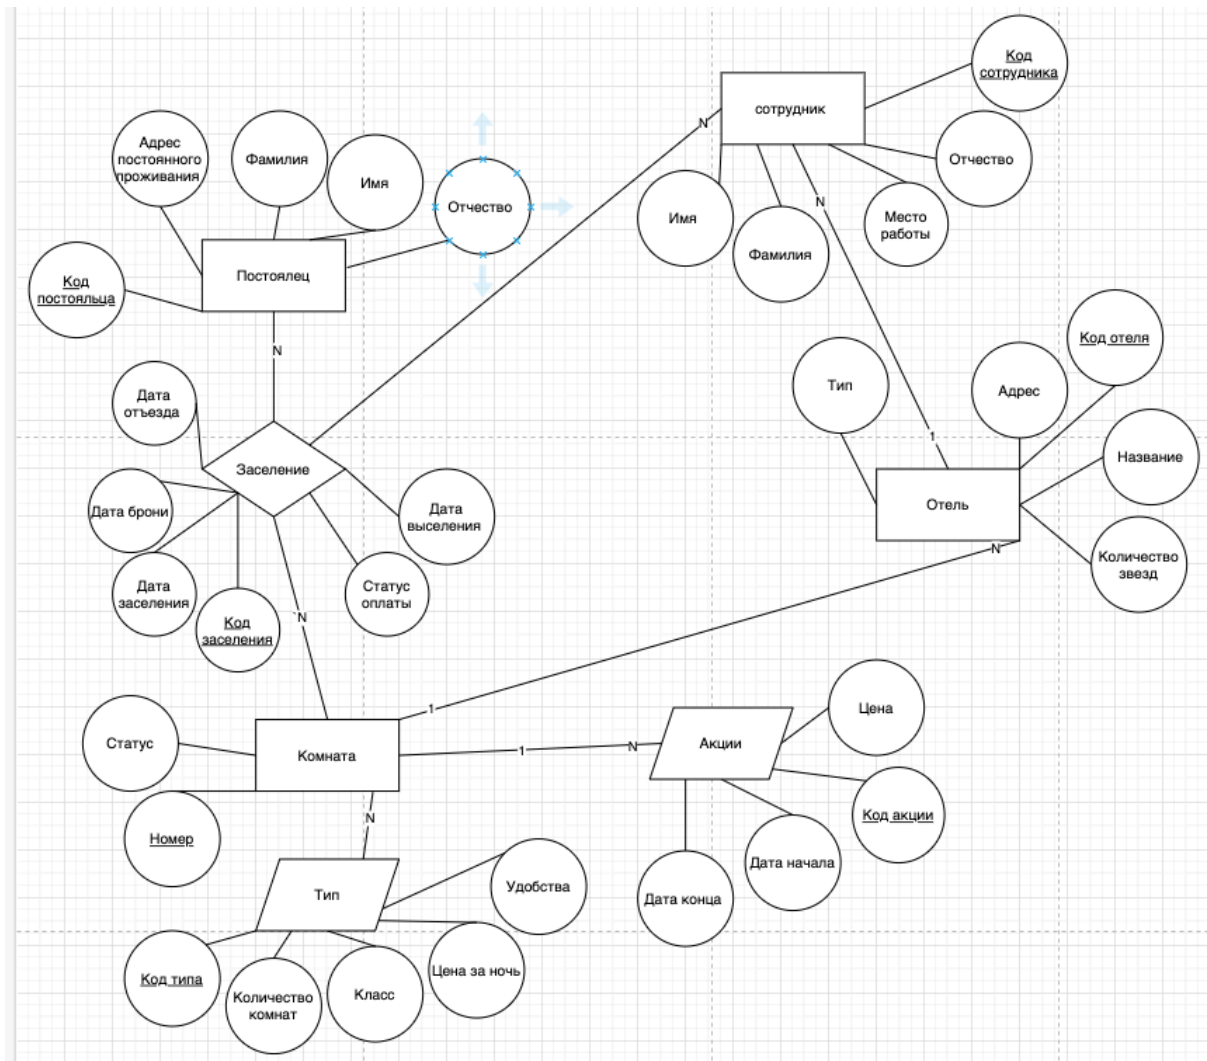 Код
сотрудника
сотрудник
N
Отчество
Имя
Фамилия
Место
работы
N
Адрес
постоянного
проживания
Фамилия
Имя
Отчество
Код
постояльца
Постоялец
N
Дата
отъезда
Заселение
Дата брони
Дата
заселения
Код
заселения
Статус
оплаты
Дата
выселения
Тип
Адрес
Код отеля
1
Название
Отель
Количество
звезд
N
`N
Статус
Комната
1
1
N
Акции
Цена
Номер
N
Код акции
Дата начала
Дата конца
Тип
Удобства
Код типа
Количество
комнат
Класс
Цена за ночь